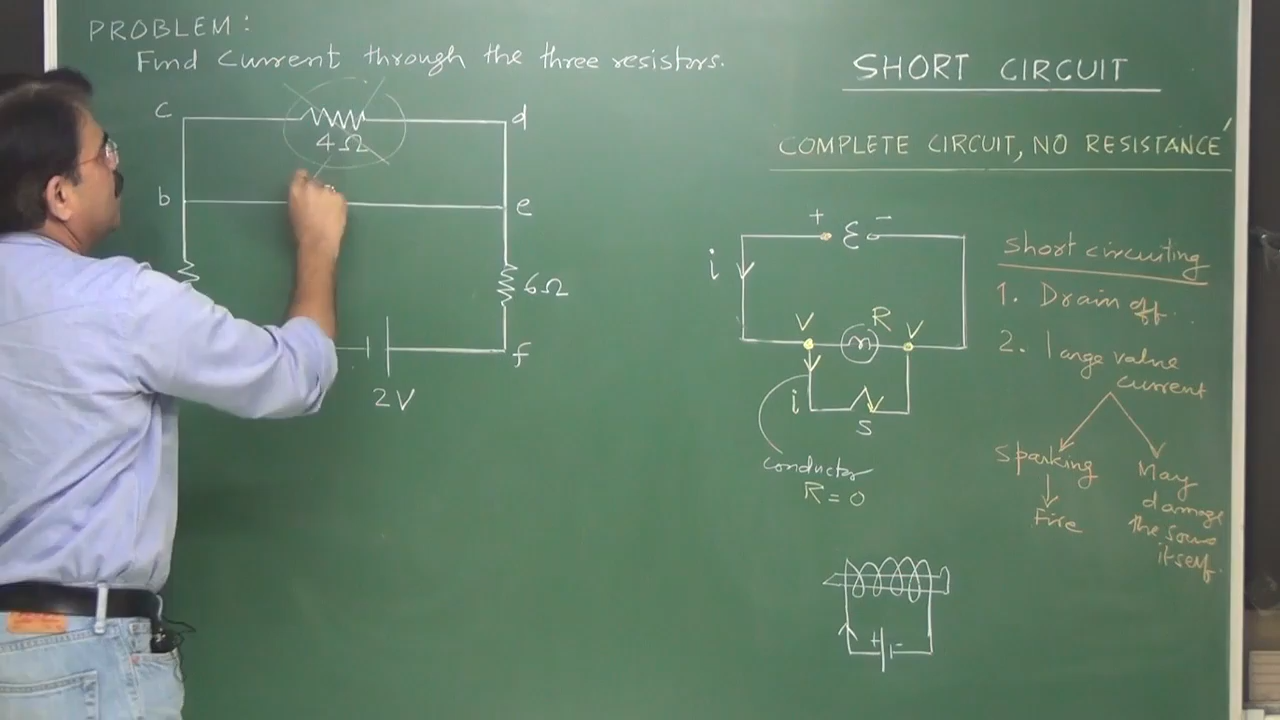 PROBLEM:
Find Current through the three resistors.
c
d
4Ω
b
e
6Ω
f
2V
SHORT CIRCUIT
COMPLETE CIRCUIT, NO RESISTANCE
+ ε -
i
V R V
i
S
conductor
R = 0
short circuiting
1. Drain off
2. large value
current
Sparking
Fire
May
damage
the
itself.
+ -